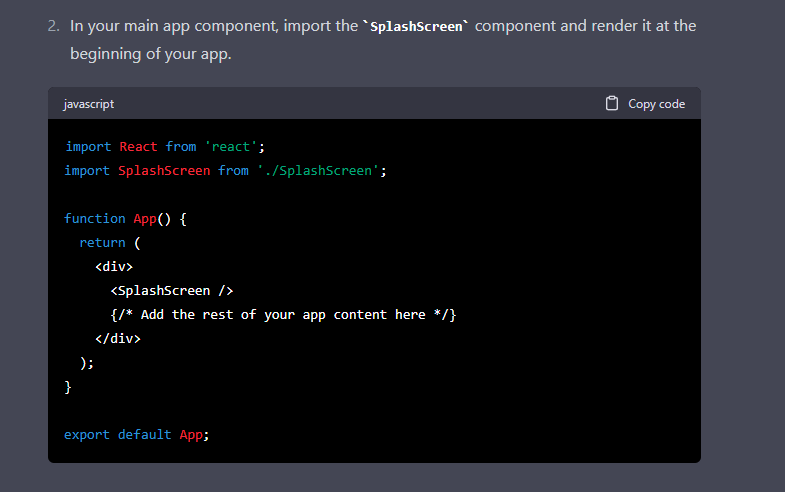 2. In your main app component, import the `SplashScreen` component and render it at the
beginning of your app.
javascript
Copy code
import React from 'react';
import SplashScreen from './SplashScreen';
function App() {
  return (
    <div>
      <SplashScreen />
      {/* Add the rest of your app content here */}
    </div>
  );
}
export default App;